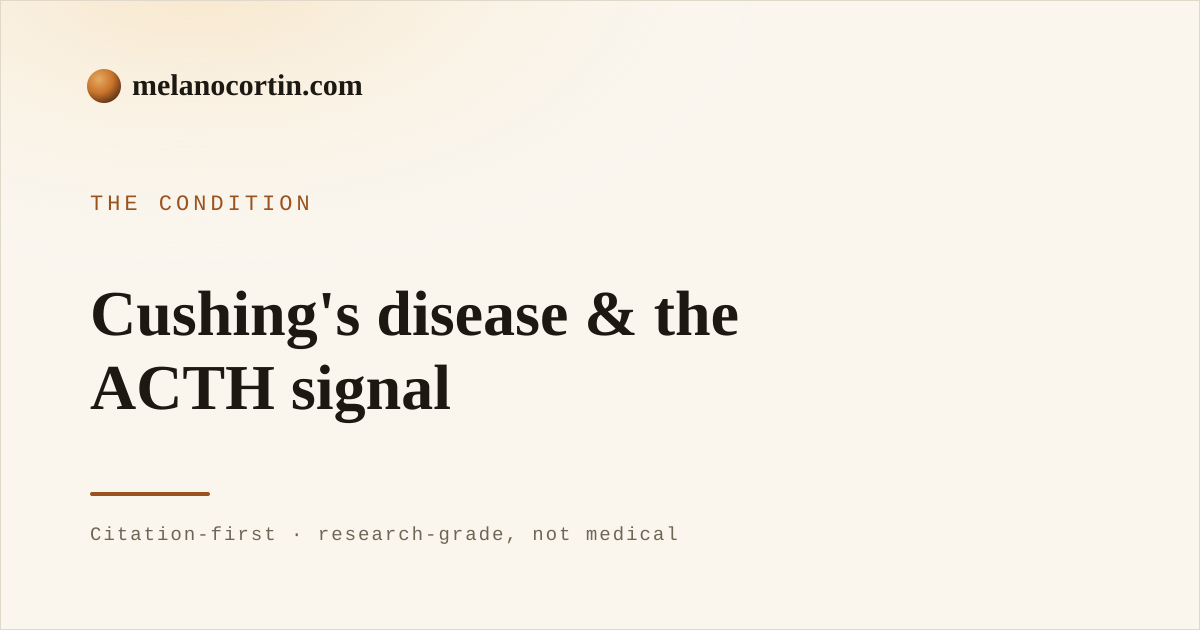 melanocortin.com
THE CONDITION
Cushing's disease & the
ACTH signal
Citation-first · research-grade, not medical